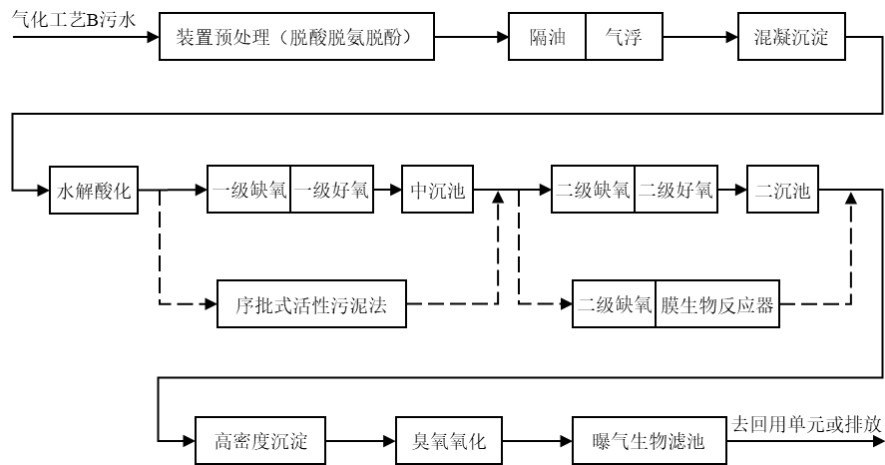 气化工艺B污水
装置预处理（脱酸脱氨脱酚）
隔油
气浮
混凝沉淀
水解酸化
一级缺氧
一级好氧
中沉池
二级缺氧
二级好氧
二沉池
序批式活性污泥法
二级缺氧
膜生物反应器
高密度沉淀
臭氧氧化
曝气生物滤池
去回用单元或排放